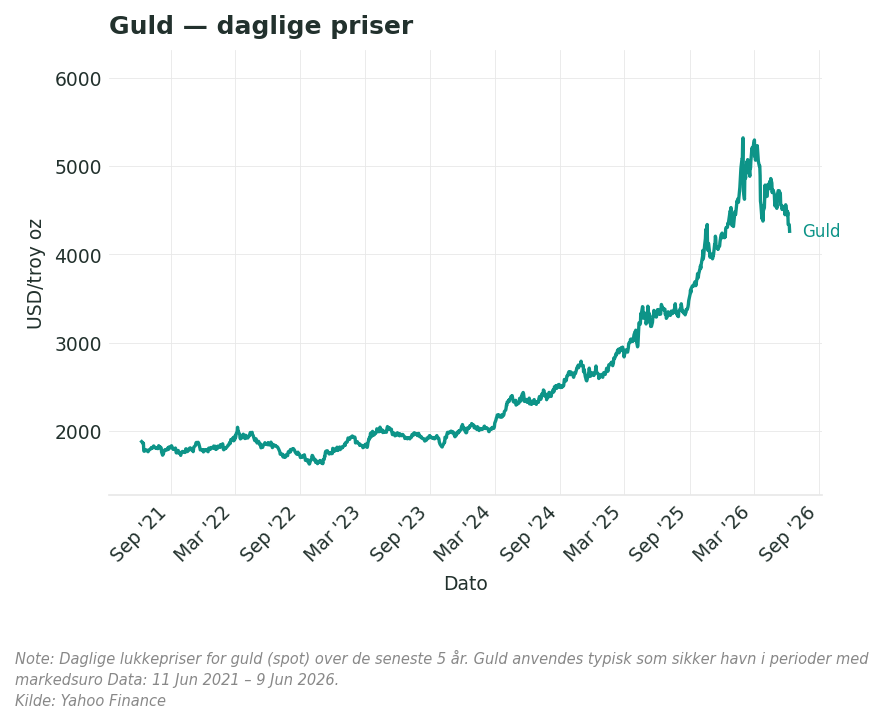 Guld — daglige priser
6000
5000
4000
3000
2000
USD/troy oz
Guld
Sep '21
Mar '22
Sep '22
Mar '23
Sep '23
Mar '24
Sep '24
Mar '25
Sep '25
Mar '26
Sep '26
Dato
Note: Daglige lukkepriser for guld (spot) over de seneste 5 år. Guld anvendes typisk som sikker havn i perioder med
markedsuro Data: 11 Jun 2021 – 9 Jun 2026.
Kilde: Yahoo Finance